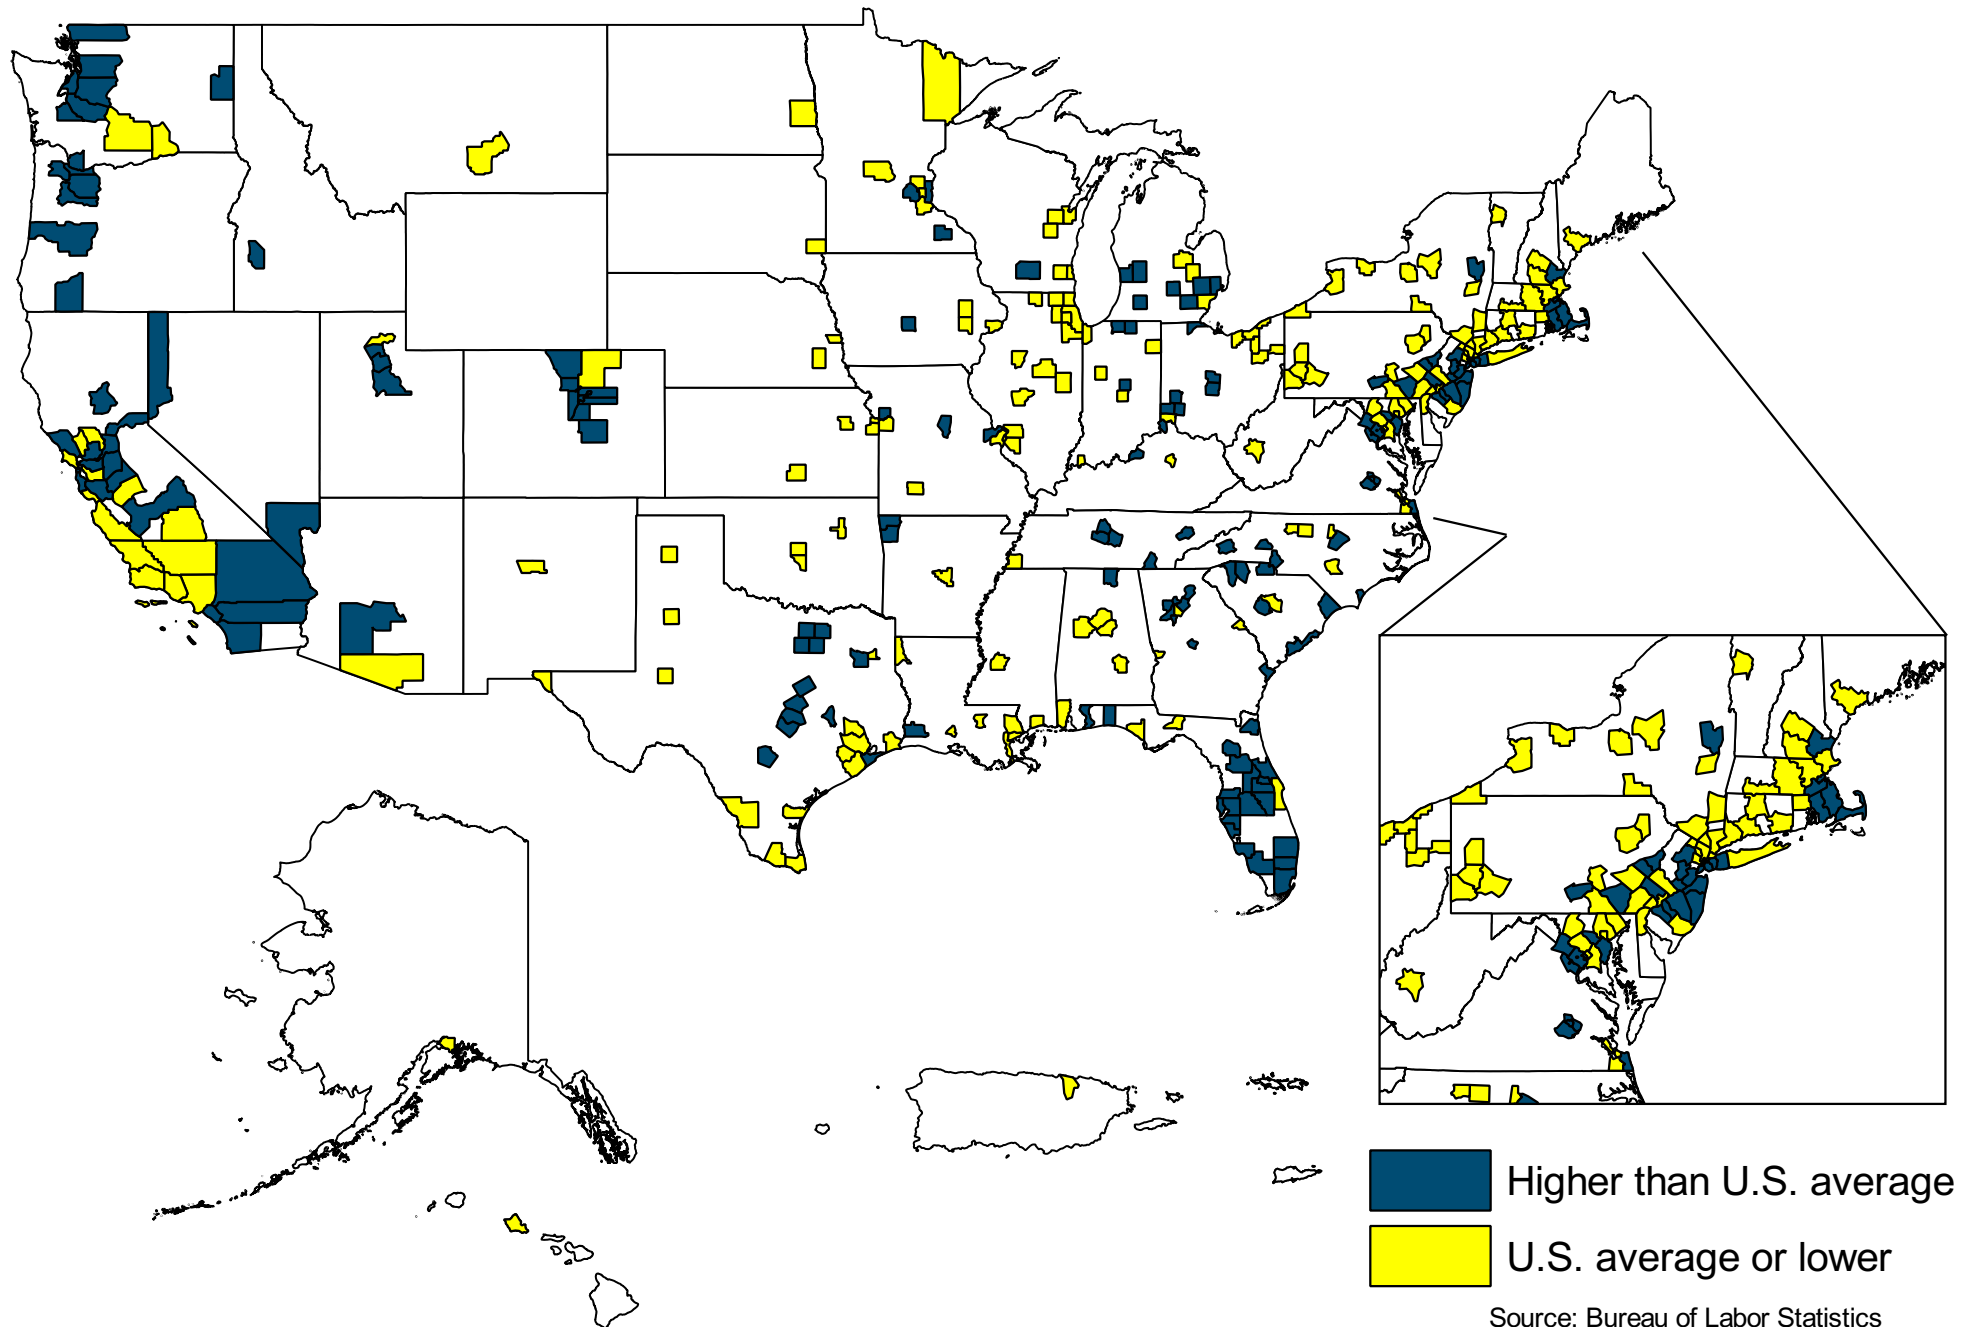 Higher than U.S. average
U.S. average or lower
Source: Bureau of Labor Statistics